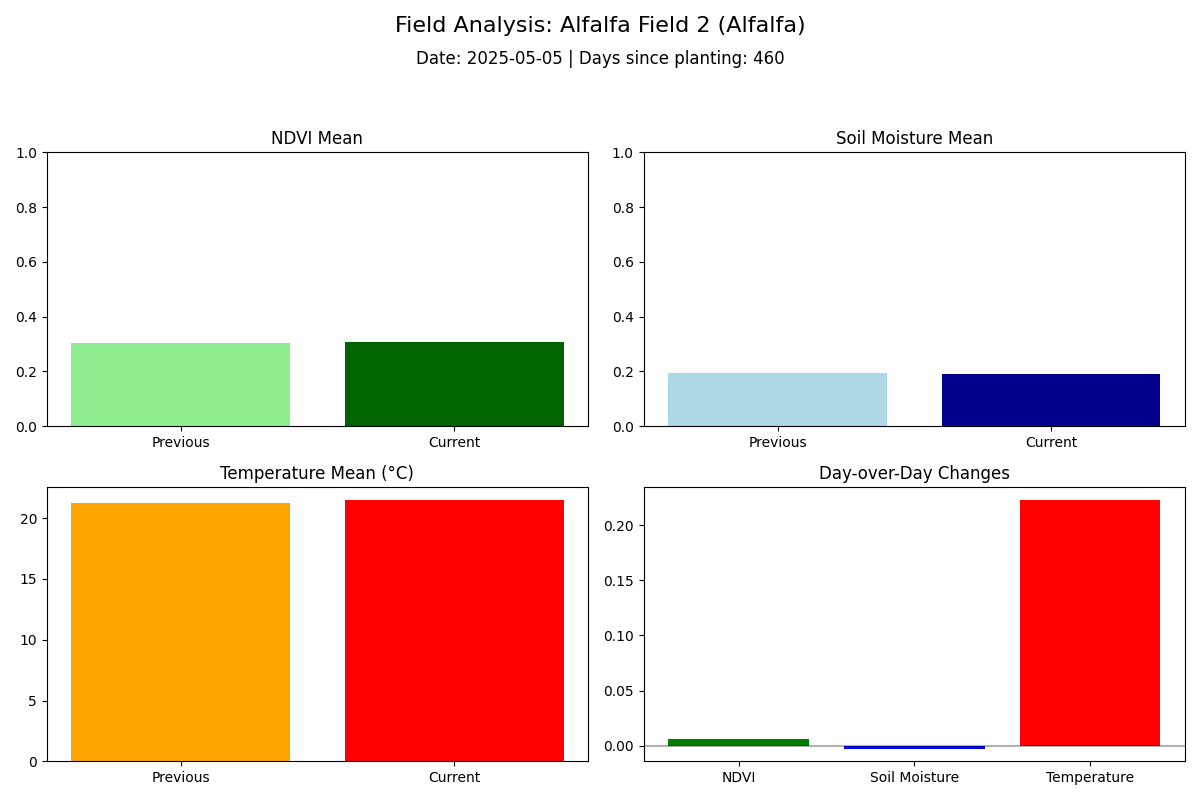 Field Analysis: Alfalfa Field 2 (Alfalfa)
Date: 2025-05-05 | Days since planting: 460
NDVI Mean
1.0
0.8
0.6
0.4
0.2
0.0
Previous
Current
Soil Moisture Mean
1.0
0.8
0.6
0.4
0.2
0.0
Previous
Current
Temperature Mean (°C)
20
15
10
5
0
Previous
Current
Day-over-Day Changes
0.20
0.15
0.10
0.05
0.00
NDVI
Soil Moisture
Temperature